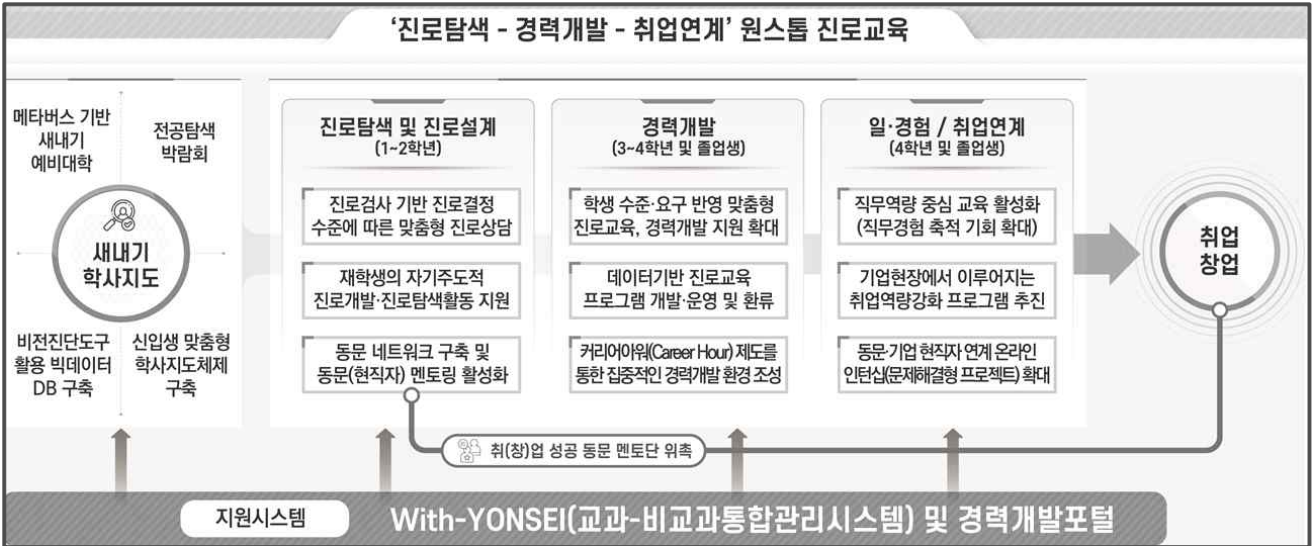 ‘진로탐색 - 경력개발 - 취업연계’ 원스톱 진로교육
메타버스 기반
새내기
예비대학
전공탐색
박람회
새내기
학사지도
비전진단도구
활용 빅데이터
DB 구축
신입생 맞춤형
학사지도체제
구축
진로탐색 및 진로설계
(1~2학년)
진로검사 기반 진로결정
수준에 따른 맞춤형 진로상담
재학생의 자기주도적
진로개발·진로탐색활동 지원
동문 네트워크 구축 및
동문(현직자) 멘토링 활성화
경력개발
(3~4학년 및 졸업생)
학생 수준·요구 반영 맞춤형
진로교육, 경력개발 지원 확대
데이터기반 진로교육
프로그램 개발·운영 및 환류
커리어아워(Career Hour) 제도를
통한 집중적인 경력개발 환경 조성
일·경험 / 취업연계
(4학년 및 졸업생)
직무역량 중심 교육 활성화
(직무경험 축적 기회 확대)
기업현장에서 이루어지는
취업역량강화 프로그램 추진
동문·기업 현직자 연계 온라인
인턴십(문제해결형 프로젝트) 확대
취업
창업
취(창)업 성공 동문 멘토단 위촉
지원시스템
With-YONSEI(교과-비교과통합관리시스템) 및 경력개발포털